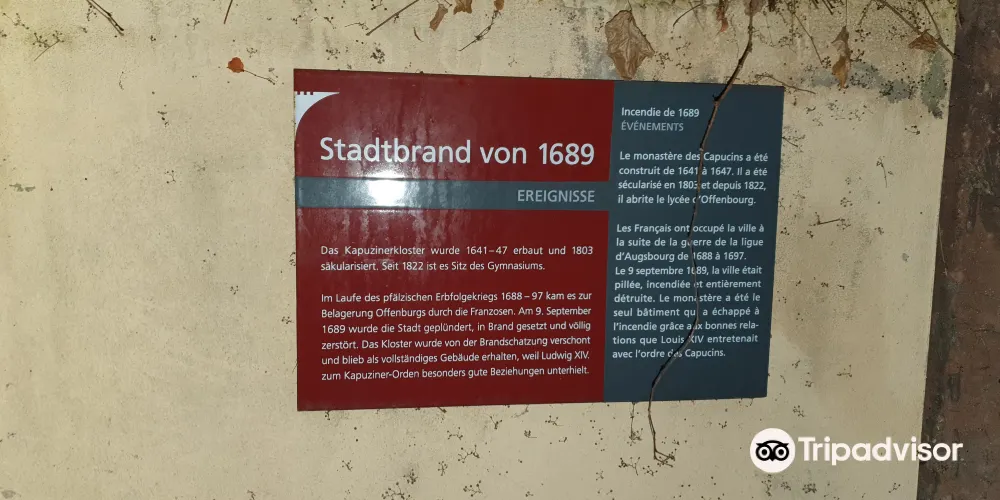 Stadtbrand von 1689
EREIGNISSE
Das Kapuzinerkloster wurde 1641–47 erbaut und 1803
säkularisiert. Seit 1822 ist es Sitz des Gymnasiums.
Im Laufe des pfälzischen Erbfolgekriegs 1688–97 kam es zur
Belagerung Offenburgs durch die Franzosen. Am 9. September
1689 wurde die Stadt geplündert, in Brand gesetzt und völlig
zerstört. Das Kloster wurde von der Brandschatzung verschont
und blieb als vollständiges Gebäude erhalten, weil Ludwig XIV.
zum Kapuziner-Orden besonders gute Beziehungen unterhielt.
Incendie de 1689
ÉVÉNEMENTS
Le monastère des Capucins a été
construit de 1641 à 1647. Il a été
sécularisé en 1803 et depuis 1822,
il abrite le lycée d'Offenbourg.
Les Français ont occupé la ville à
la suite de la guerre de la ligue
d'Augsbourg de 1688 à 1697.
Le 9 septembre 1689, la ville était
pillée, incendiée et entièrement
détruite. Le monastère a été le
seul bâtiment qui a échappé à
l'incendie grâce aux bonnes rela-
tions que Louis XIV entretenait
avec l'ordre des Capucins.
Tripadvisor